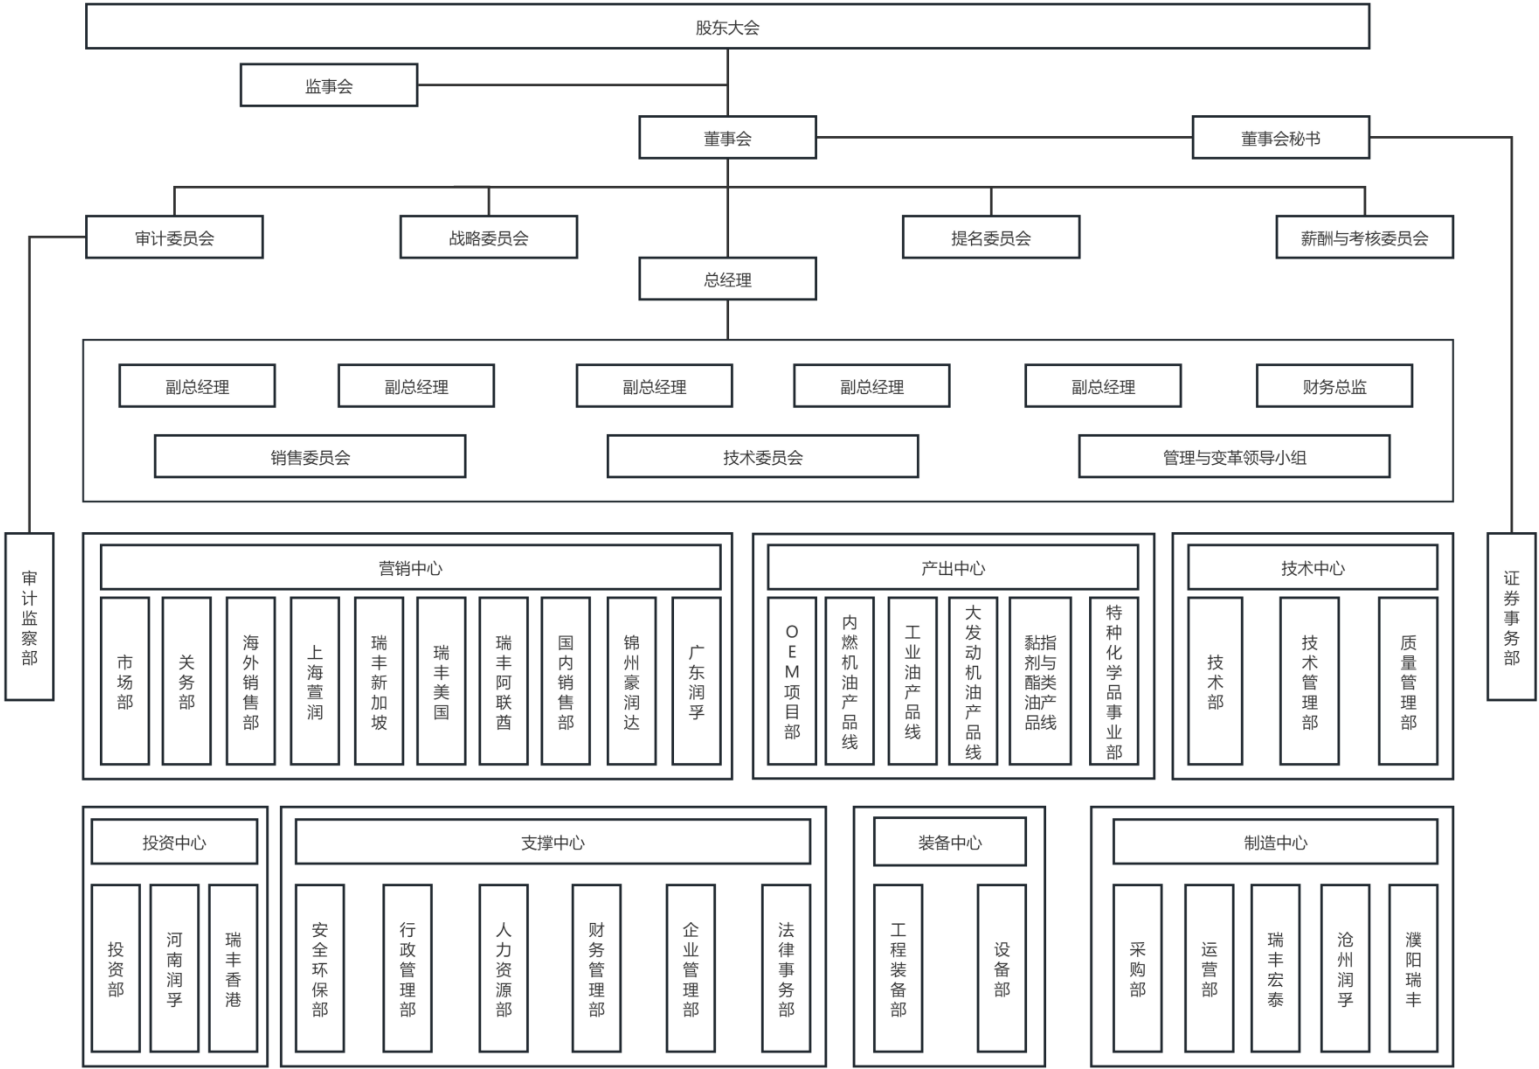 股东大会
监事会
董事会
董事会秘书
审计委员会
战略委员会
提名委员会
薪酬与考核委员会
总经理
副总经理
副总经理
副总经理
副总经理
副总经理
财务总监
销售委员会
技术委员会
管理与变革领导小组
审计监察部
营销中心
市场部
关务部
海外销售部
上海萱润
瑞丰新加坡
瑞丰美国
瑞丰阿联酋
国内销售部
锦州豪润达
广东润孚
产出中心
OEM项目部
内燃机油产品线
工业油产品线
大发动机油产品线
黏指剂与酯类油产品线
特种化学品事业部
技术中心
技术部
技术管理部
质量管理部
证券事务部
投资中心
投资部
河南润孚
瑞丰香港
支撑中心
安全环保部
行政管理部
人力资源部
财务管理部
企业管理部
法律事务部
装备中心
工程装备部
设备部
制造中心
采购部
运营部
瑞丰宏泰
沧州润孚
濮阳瑞丰